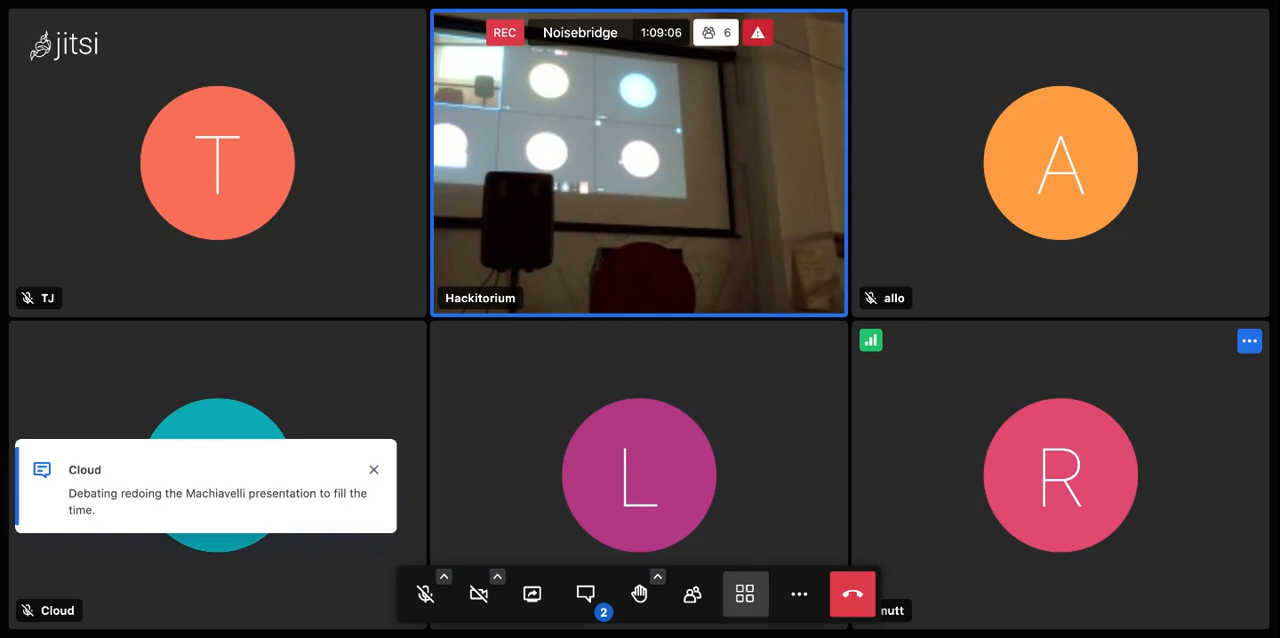 jitsi
REC Noisebridge 1:09:06 6
T
A
TJ
Hackitorium
allo
Cloud
Debating redoing the Machiavelli presentation to fill the
time.
L
R
Cloud
2